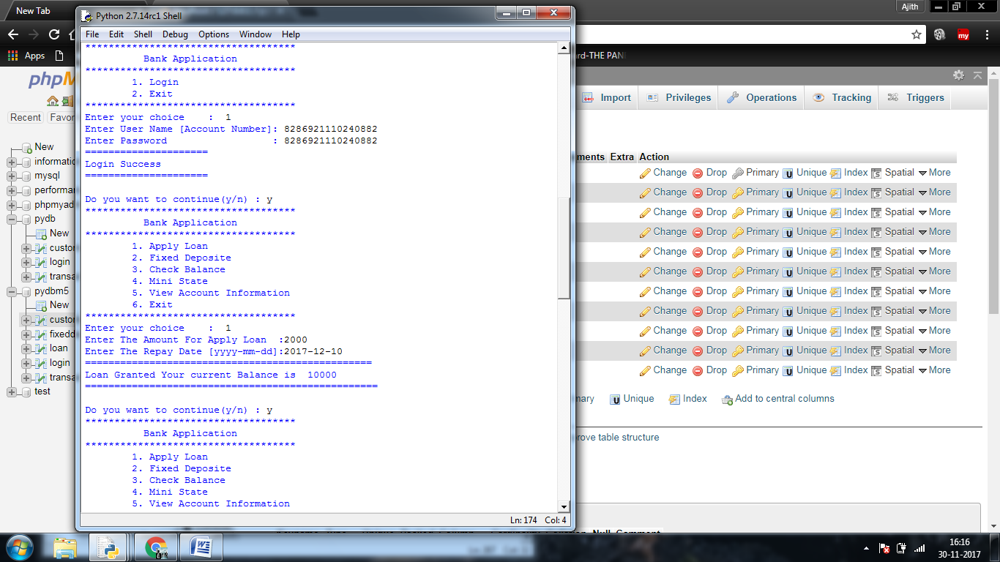 New Tab
Ajith
Apps
ard-THE PAN
Python 2.7.14rc1 Shell
File Edit Shell Debug Options Window Help
************************************
Bank Application
************************************
1. Login
2. Exit
************************************
Enter your choice    :  1
Enter User Name [Account Number]: 8286921110240882
Enter Password                  : 8286921110240882
=====================
Login Success
=====================
Do you want to continue(y/n) : y
************************************
Bank Application
************************************
1. Apply Loan
2. Fixed Deposite
3. Check Balance
4. Mini State
5. View Account Information
6. Exit
************************************
Enter your choice    :  1
Enter The Amount For Apply Loan  :2000
Enter The Repay Date [yyyy-mm-dd]:2017-12-10
=================================================
Loan Granted Your current Balance is  10000
==================================================
Do you want to continue(y/n) : y
************************************
Bank Application
************************************
1. Apply Loan
2. Fixed Deposite
3. Check Balance
4. Mini State
5. View Account Information
Ln: 174 Col: 4
phpM
Recent Favor
New
informatic
mysql
performan
phpmyad
pydb
New
custo
login
transa
pydbm5
New
custo
fixedd
loan
login
transa
test
my
Import Privileges Operations Tracking Triggers
ments Extra Action
Change Drop Primary Unique Index Spatial More
Change Drop Primary Unique Index Spatial More
Change Drop Primary Unique Index Spatial More
Change Drop Primary Unique Index Spatial More
Change Drop Primary Unique Index Spatial More
Change Drop Primary Unique Index Spatial More
Change Drop Primary Unique Index Spatial More
Change Drop Primary Unique Index Spatial More
Change Drop Primary Unique Index Spatial More
Change Drop Primary Unique Index Spatial More
Change Drop Primary Unique Index Spatial More
mary Unique Index Add to central columns
rove table structure
Null Comment
16:16
30-11-2017